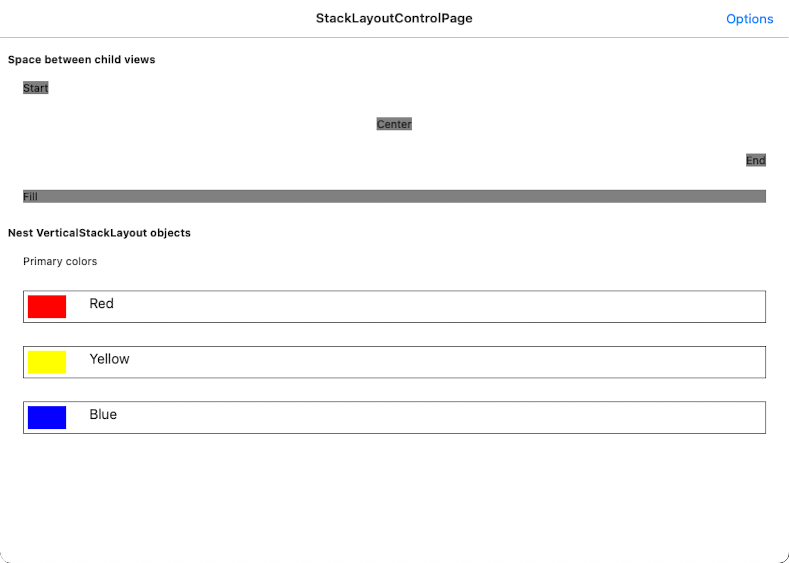 StackLayoutControlPage
Options
Space between child views
Start
Center
End
Fill
Nest VerticalStackLayout objects
Primary colors
Red
Yellow
Blue